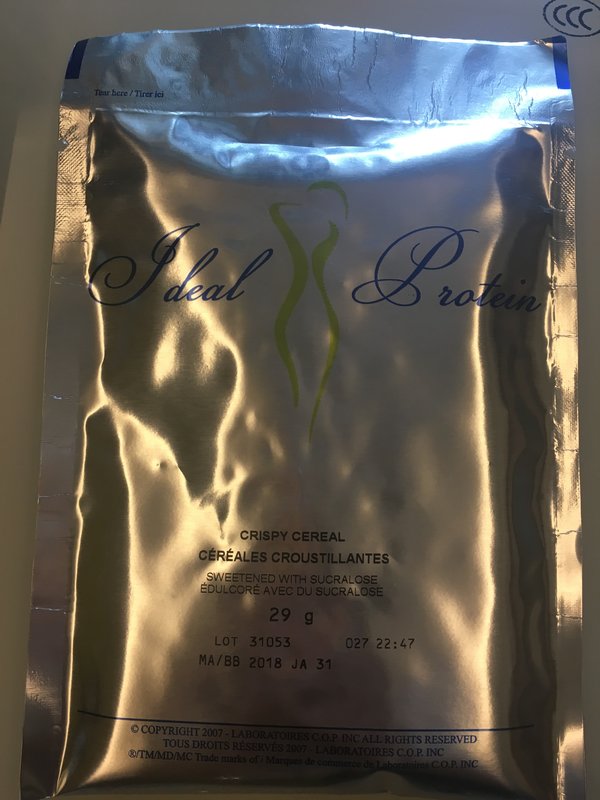 CCC
Tear here / Tirer ici
Ideal Protein
CRISPY CEREAL
CÉRÉALES CROUSTILLANTES
SWEETENED WITH SUCRALOSE
ÉDULCORÉ AVEC DU SUCRALOSE
29 g
LOT 31053 027 22:47
MA/BB 2018 JA 31
© COPYRIGHT 2007 - LABORATOIRES C.O.P. INC ALL RIGHTS RESERVED
TOUS DROITS RÉSERVÉS 2007 - LABORATOIRES C.O.P. INC
®/TM/MD/MC Trade marks of / Marques de commerce de Laboratoires C.O.P. INC